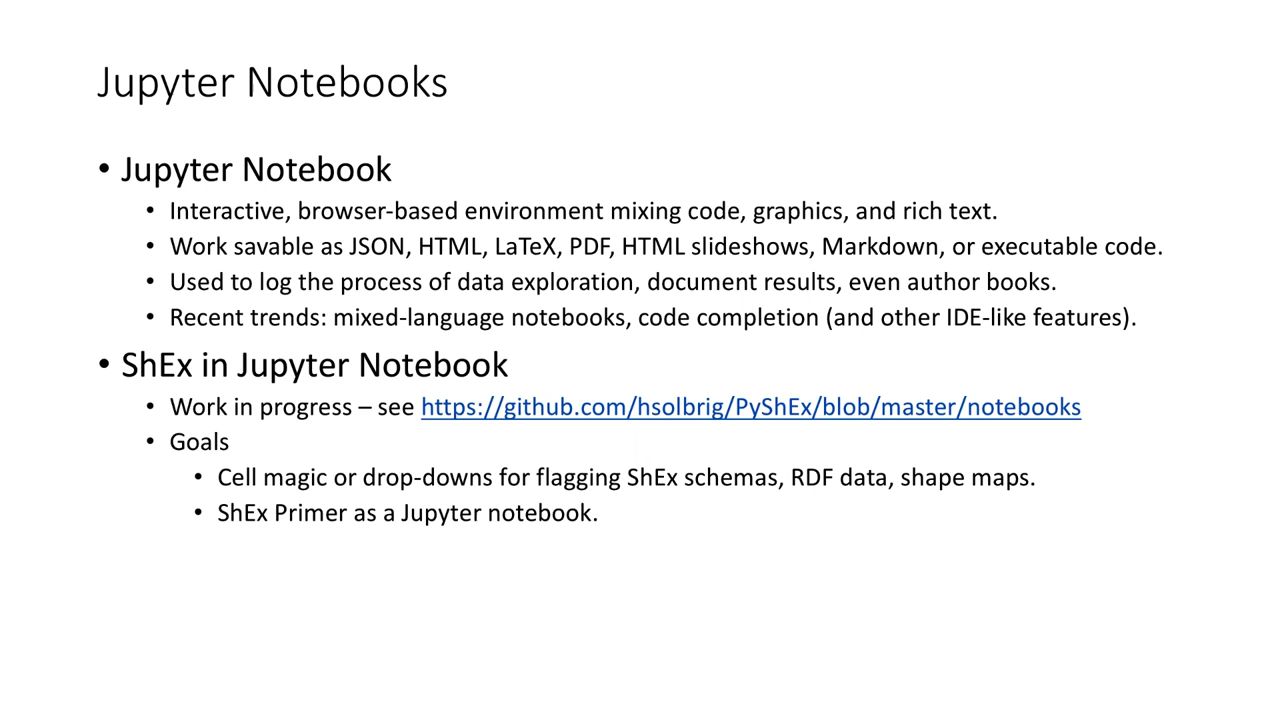 Jupyter Notebooks
• Jupyter Notebook
• Interactive, browser-based environment mixing code, graphics, and rich text.
• Work savable as JSON, HTML, LaTeX, PDF, HTML slideshows, Markdown, or executable code.
• Used to log the process of data exploration, document results, even author books.
• Recent trends: mixed-language notebooks, code completion (and other IDE-like features).
• ShEx in Jupyter Notebook
• Work in progress – see https://github.com/hsolbrig/PyShEx/blob/master/notebooks
• Goals
• Cell magic or drop-downs for flagging ShEx schemas, RDF data, shape maps.
• ShEx Primer as a Jupyter notebook.